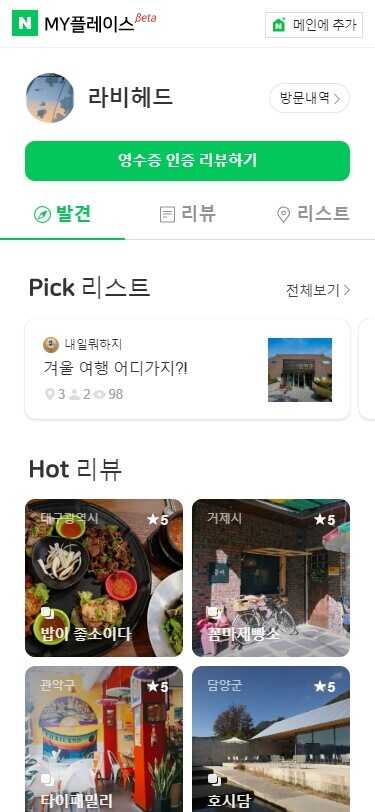 N MY플레이스 Beta
메인에 추가
라비헤드
방문내역
영수증 인증 리뷰하기
발견 리뷰 리스트
Pick 리스트
전체보기
내일뭐하지
겨울 여행 어디가지?!
3 2 98
Hot 리뷰
대구광역시 ★5
거제시 ★5
밥이 좋소이다
꼼마제빵소
관악구 ★5
담양군 ★5
타이패밀리
호시담